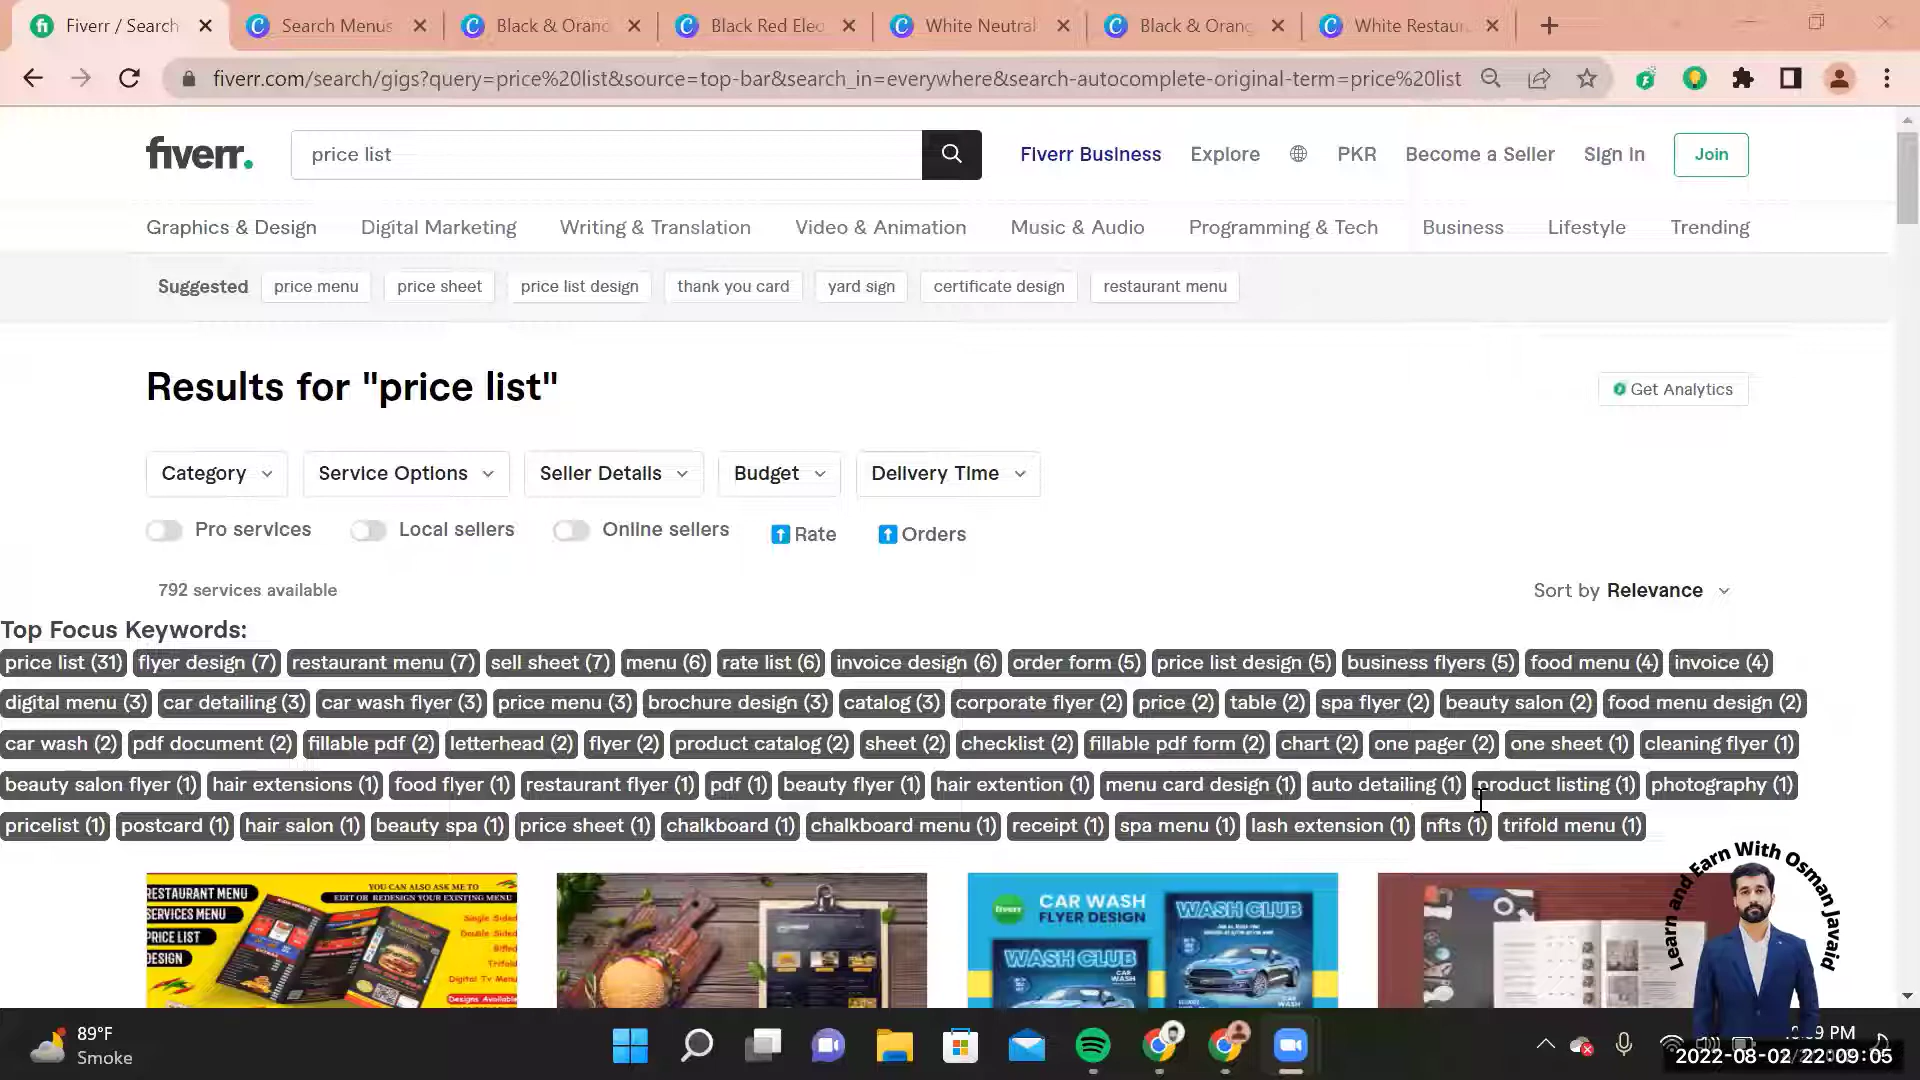 Fiverr / Search
Search Menus
Black & Orang
Black Red Elec
White Neutral
Black & Orang
White Restaur
fiverr.com/search/gigs?query=price%20list&source=top-bar&search_in=everywhere&search-autocomplete-original-term=price%20list
fiverr.
price list
Fiverr Business
Explore
PKR
Become a Seller
Sign in
Join
Graphics & Design
Digital Marketing
Writing & Translation
Video & Animation
Music & Audio
Programming & Tech
Business
Lifestyle
Trending
Suggested
price menu
price sheet
price list design
thank you card
yard sign
certificate design
restaurant menu
Results for "price list"
Get Analytics
Category
Service Options
Seller Details
Budget
Delivery Time
Pro services
Local sellers
Online sellers
Rate
Orders
792 services available
Sort by Relevance
Top Focus Keywords:
price list (31) flyer design (7) restaurant menu (7) sell sheet (7) menu (6) rate list (6) invoice design (6) order form (5) price list design (5) business flyers (5) food menu (4) invoice (4)
digital menu (3) car detailing (3) car wash flyer (3) price menu (3) brochure design (3) catalog (3) corporate flyer (2) price (2) table (2) spa flyer (2) beauty salon (2) food menu design (2)
car wash (2) pdf document (2) fillable pdf (2) letterhead (2) flyer (2) product catalog (2) sheet (2) checklist (2) fillable pdf form (2) chart (2) one pager (2) one sheet (1) cleaning flyer (1)
beauty salon flyer (1) hair extensions (1) food flyer (1) restaurant flyer (1) pdf (1) beauty flyer (1) hair extention (1) menu card design (1) auto detailing (1) product listing (1) photography (1)
pricelist (1) postcard (1) hair salon (1) beauty spa (1) price sheet (1) chalkboard (1) chalkboard menu (1) receipt (1) spa menu (1) lash extension (1) nfts (1) trifold menu (1)
RESTAURANT MENU
SERVICES MENU
PRICE LIST
DESIGN
YOU CAN ALSO ASK ME TO
EDIT OR REDESIGN YOUR EXISTING MENU
Single Sided
Double Sided
Bifold
Trifold
Digital Tv Menu
Designs Available
fiverr
CAR WASH
FLYER DESIGN
WASH CLUB
WASH CLUB
CAR
WASH
Learn and Earn With Osman Javaid
89°F
Smoke
PM
2022-08-02 22:09:05